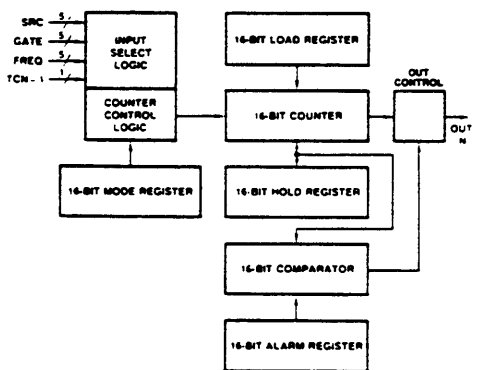 SRC 5
GATE 5
FREQ 5
TCN - 1 1
INPUT
SELECT
LOGIC
COUNTER
CONTROL
LOGIC
16-BIT MODE REGISTER
16-BIT LOAD REGISTER
16-BIT COUNTER
16-BIT HOLD REGISTER
16-BIT COMPARATOR
16-BIT ALARM REGISTER
OUT
CONTROL
OUT
N